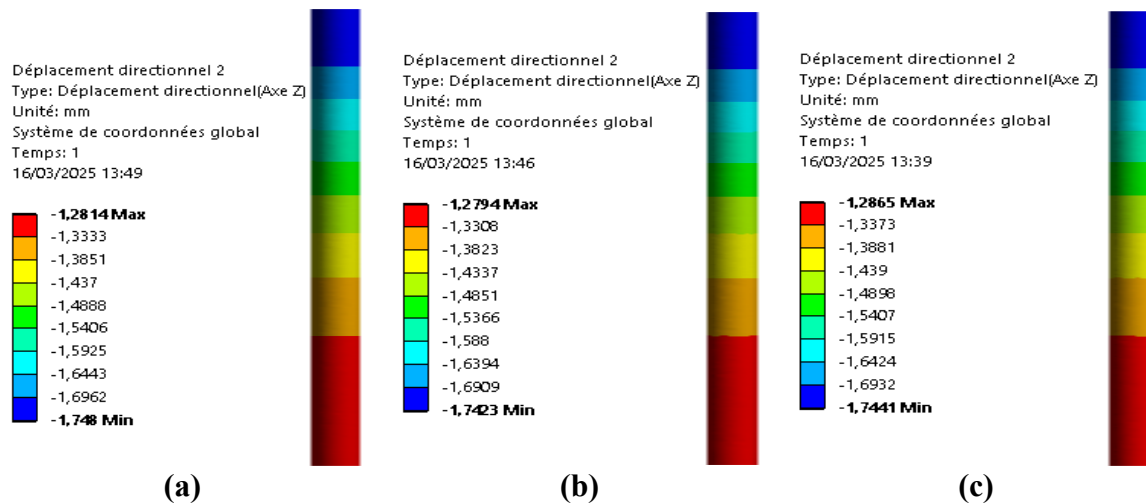 Déplacement directionnel 2
Type: Déplacement directionnel(Axe Z)
Unité: mm
Système de coordonnées global
Temps: 1
16/03/2025 13:49
-1,2814 Max
-1,3333
-1,3851
-1,437
-1,4888
-1,5406
-1,5925
-1,6443
-1,6962
-1,748 Min
(a)
Déplacement directionnel 2
Type: Déplacement directionnel(Axe Z)
Unité: mm
Système de coordonnées global
Temps: 1
16/03/2025 13:46
-1,2794 Max
-1,3308
-1,3823
-1,4337
-1,4851
-1,5366
-1,588
-1,6394
-1,6909
-1,7423 Min
(b)
Déplacement directionnel 2
Type: Déplacement directionnel(Axe Z)
Unité: mm
Système de coordonnées global
Temps: 1
16/03/2025 13:39
-1,2865 Max
-1,3373
-1,3881
-1,439
-1,4898
-1,5407
-1,5915
-1,6424
-1,6932
-1,7441 Min
(c)